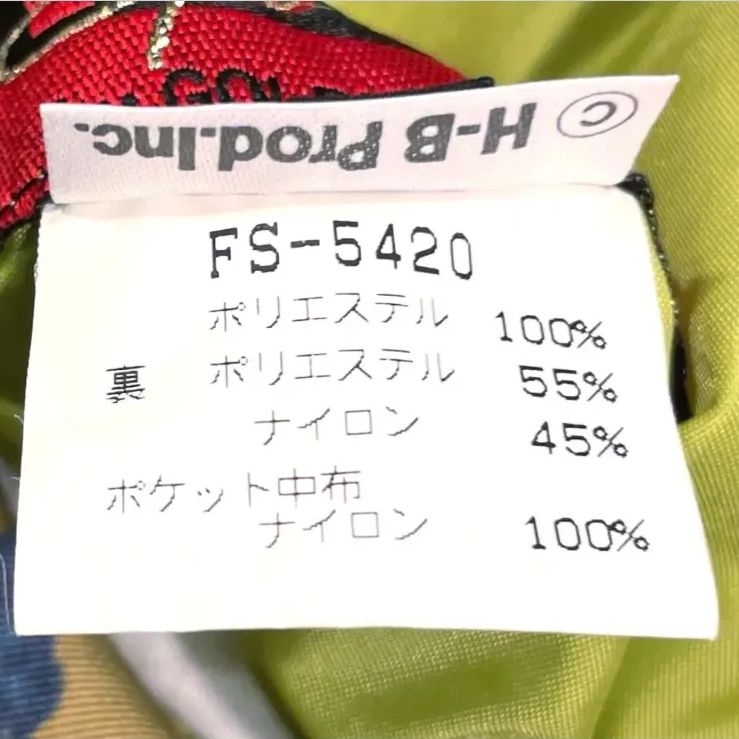 © H-B Prod.Inc.
FS-5420
ポリエステル 100%
裏 ポリエステル 55%
ナイロン 45%
ポケット中布
ナイロン 100%